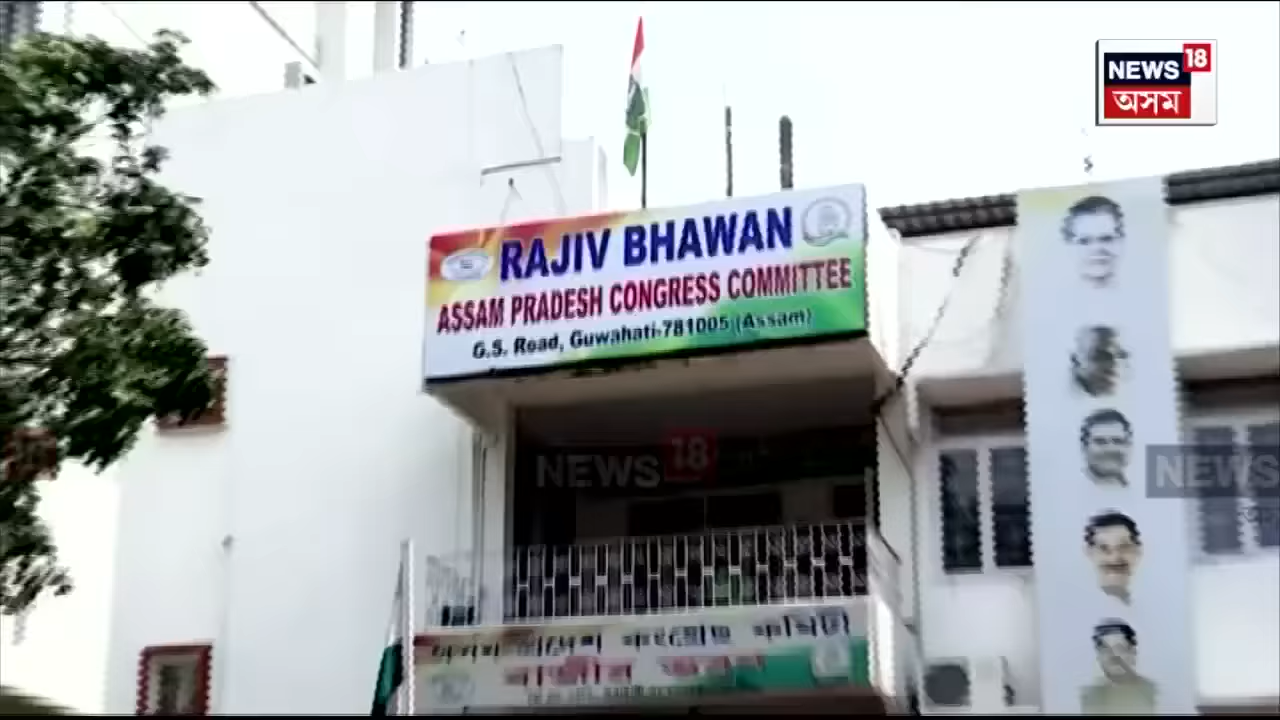 NEWS 18
অসম
RAJIV BHAWAN
ASSAM PRADESH CONGRESS COMMITTEE
G.S. Road, Guwahati-781005 (Assam)
NEWS 18
NEWS